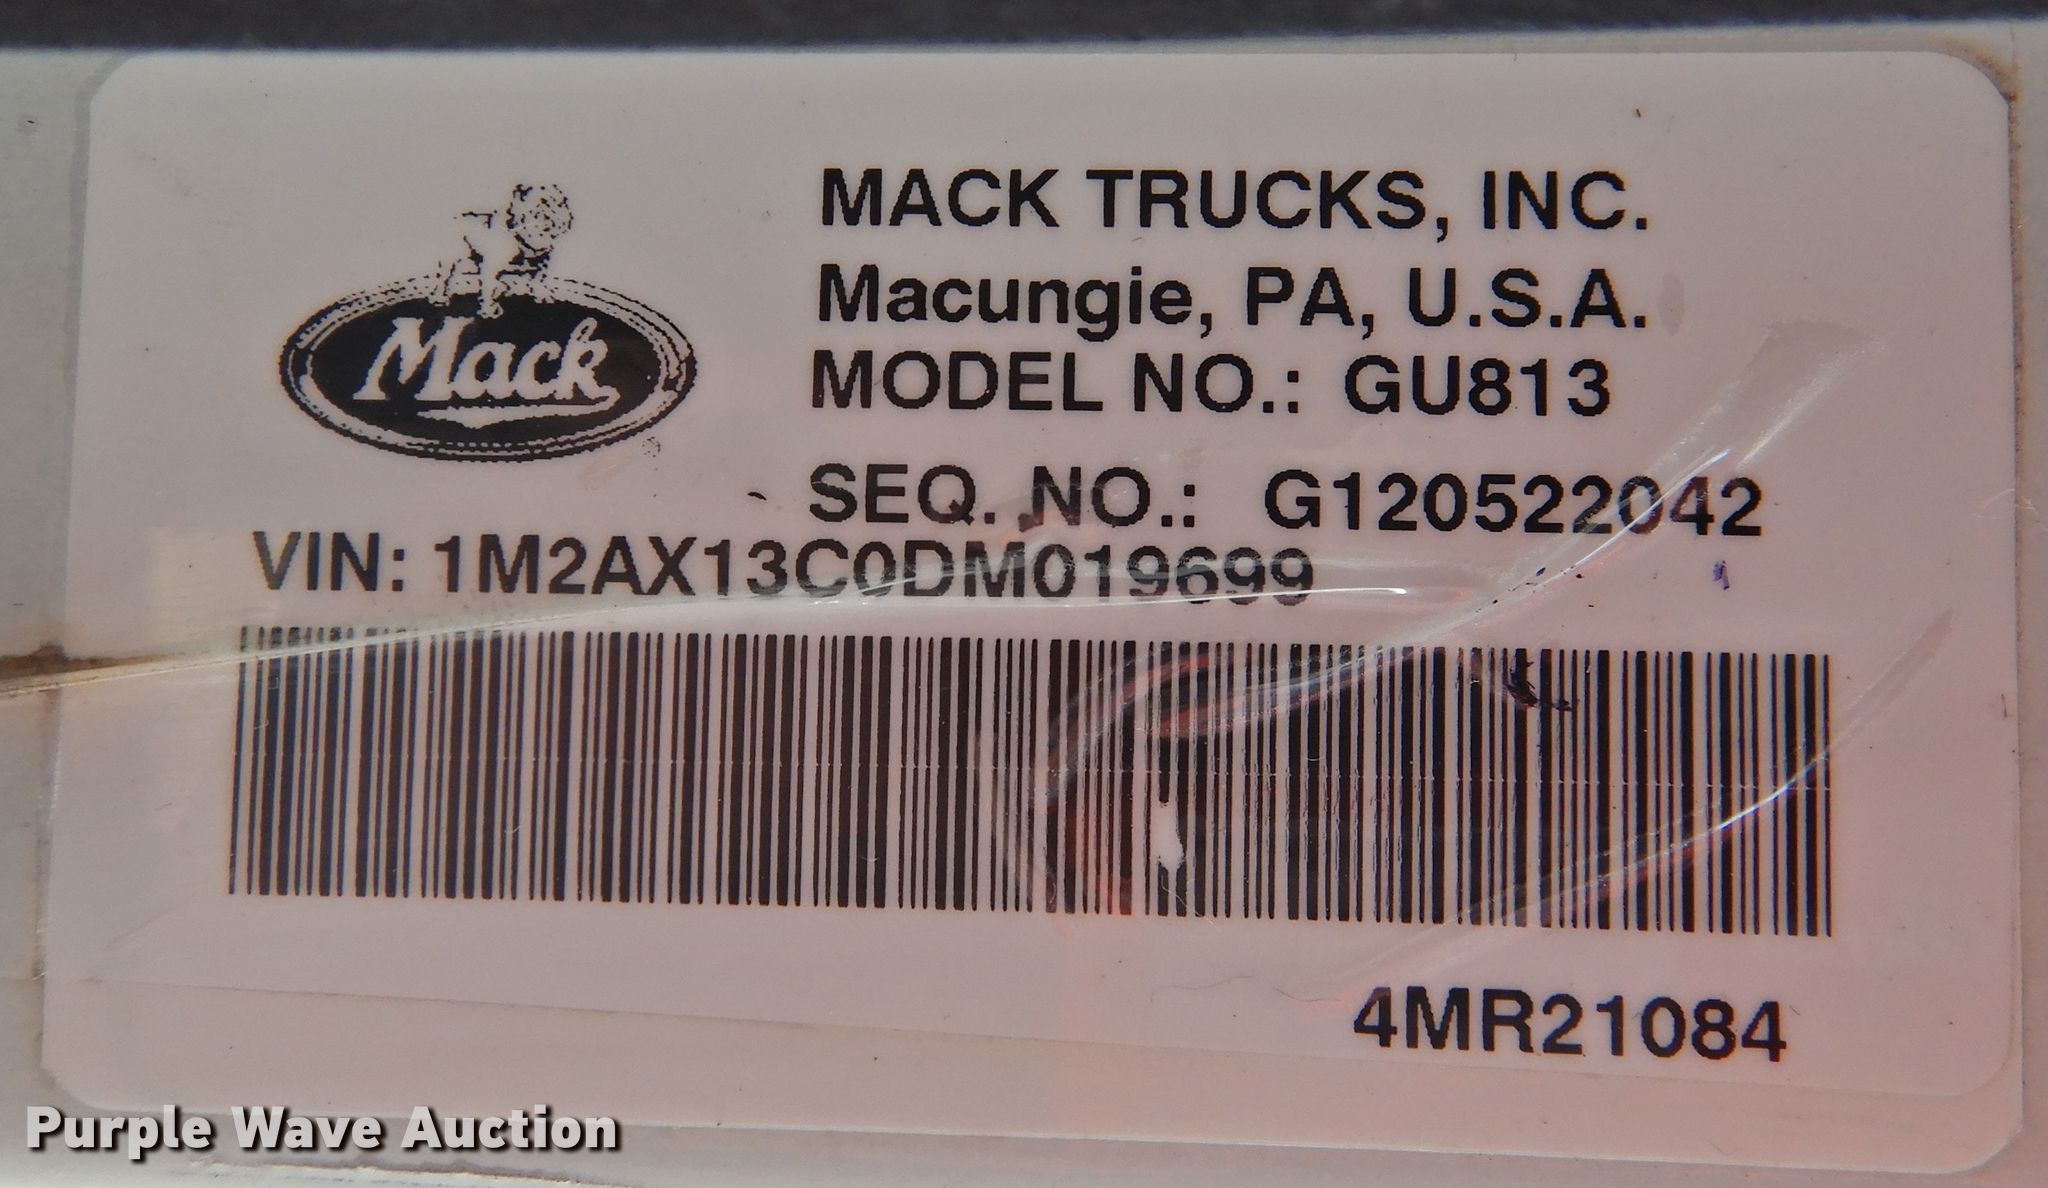 MACK TRUCKS, INC.
Macungie, PA, U.S.A.
Mack
MODEL NO.: GU813
SEQ. NO.: G120522042
VIN: 1M2AX13C0DM019699
4MR21084
Purple Wave Auction